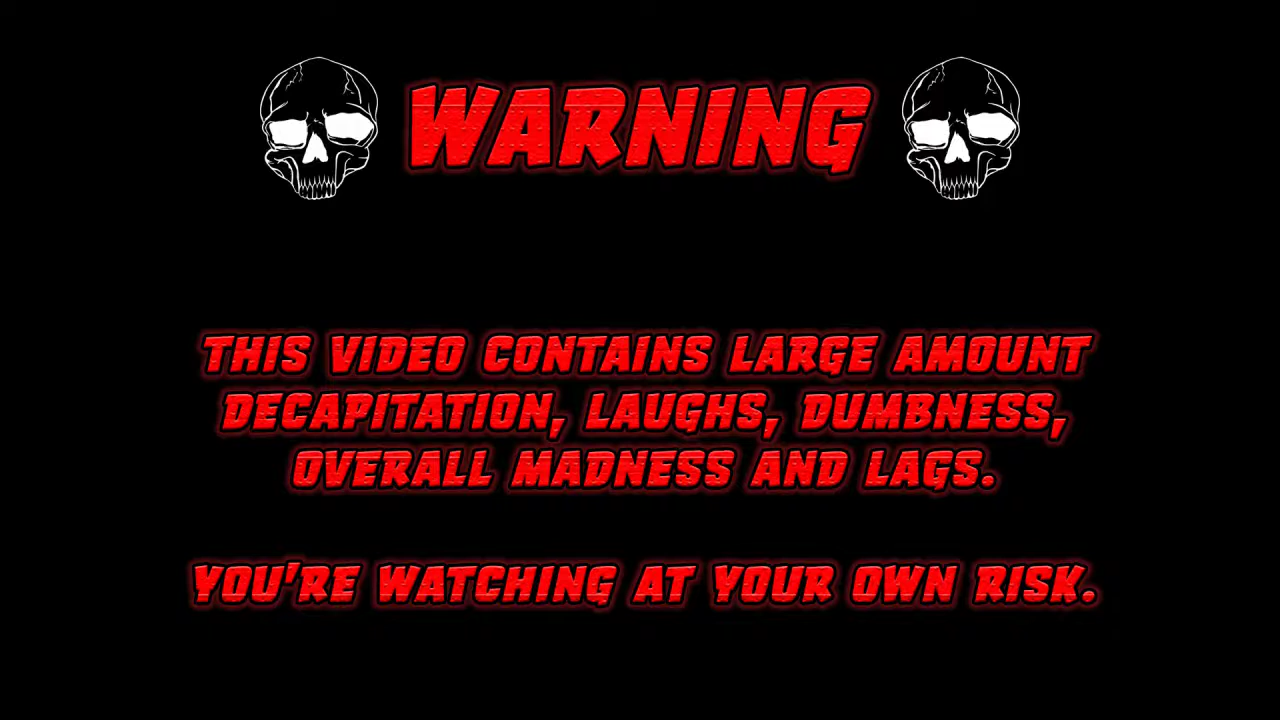 WARNING
THIS VIDEO CONTAINS LARGE AMOUNT
DECAPITATION, LAUGHS, DUMBNESS,
OVERALL MADNESS AND LAGS.
YOU'RE WATCHING AT YOUR OWN RISK.